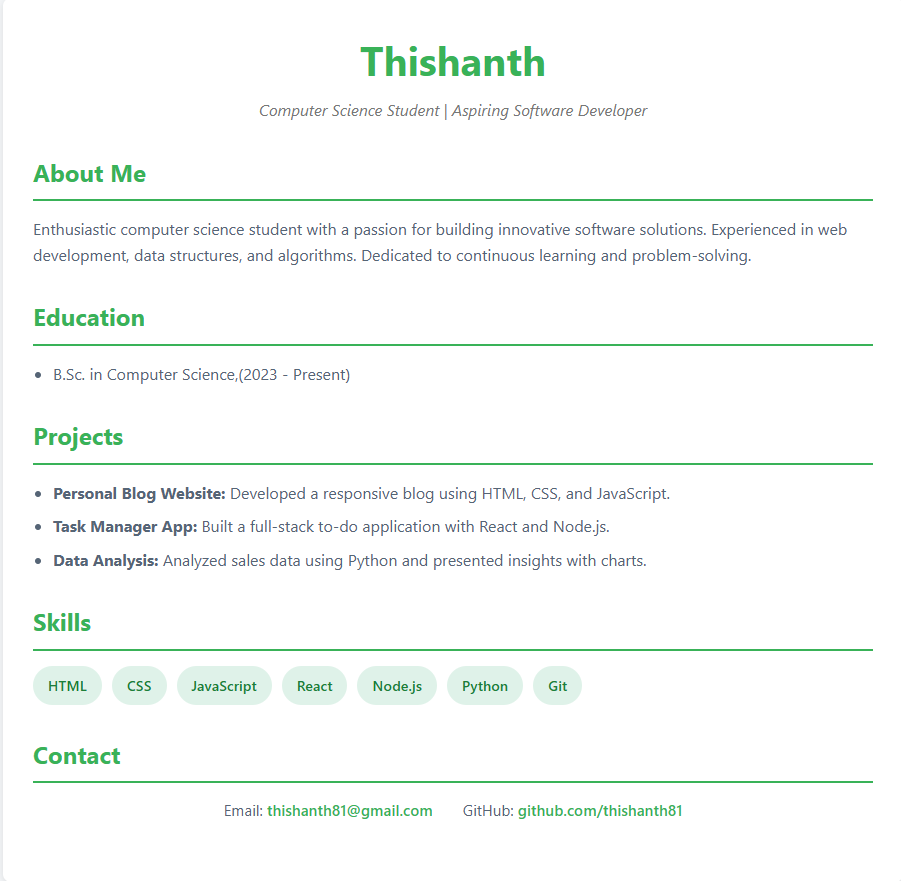 Thishanth
Computer Science Student | Aspiring Software Developer
About Me
Enthusiastic computer science student with a passion for building innovative software solutions. Experienced in web
development, data structures, and algorithms. Dedicated to continuous learning and problem-solving.
Education
• B.Sc. in Computer Science,(2023 - Present)
Projects
• Personal Blog Website: Developed a responsive blog using HTML, CSS, and JavaScript.
• Task Manager App: Built a full-stack to-do application with React and Node.js.
• Data Analysis: Analyzed sales data using Python and presented insights with charts.
Skills
HTML CSS JavaScript React Node.js Python Git
Contact
Email: thishanth81@gmail.com GitHub: github.com/thishanth81